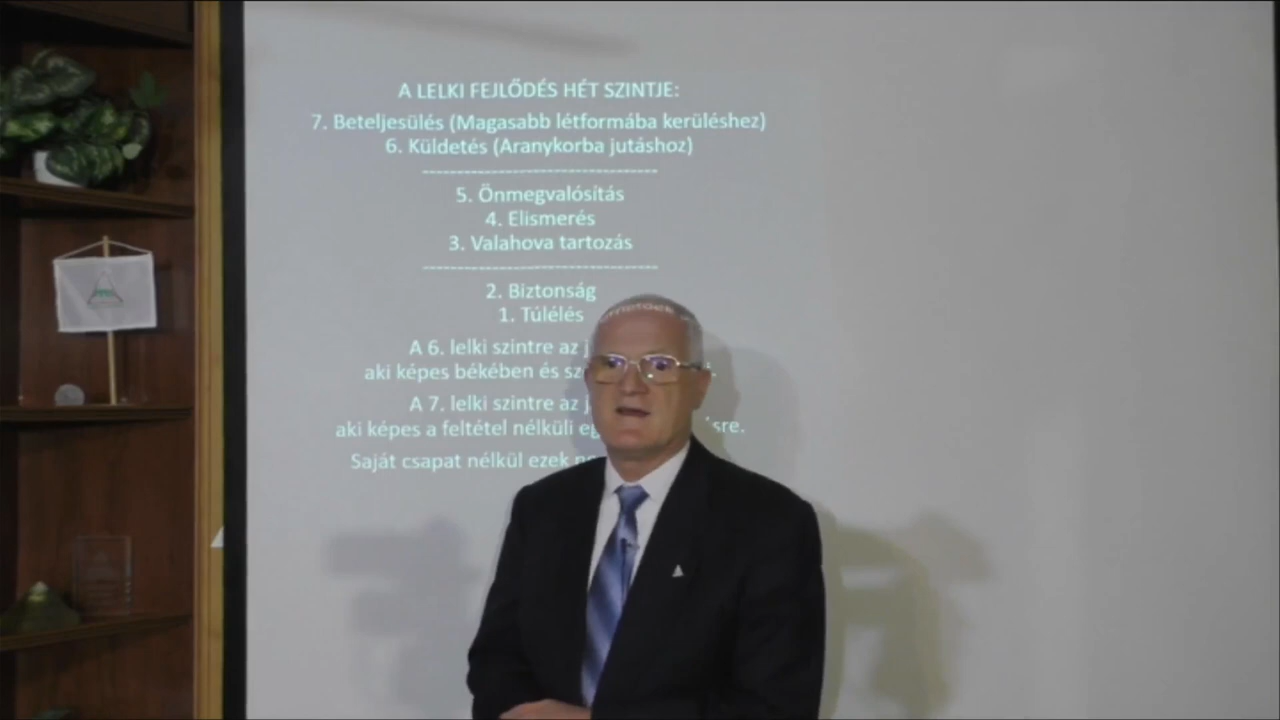 A LELKI FEJLŐDÉS HÉT SZINTJE:
7. Beteljesülés (Magasabb létformába kerüléshez)
6. Küldetés (Aranykorba jutáshoz)
------------------------------------
5. Önmegvalósítás
4. Elismerés
3. Valahova tartozás
------------------------------------
2. Biztonság
1. Túlélés
A 6. lelki szintre az
aki képes békében és
A 7. lelki szintre az
aki képes a feltétel nélküli
Saját csapat nélkül ezek